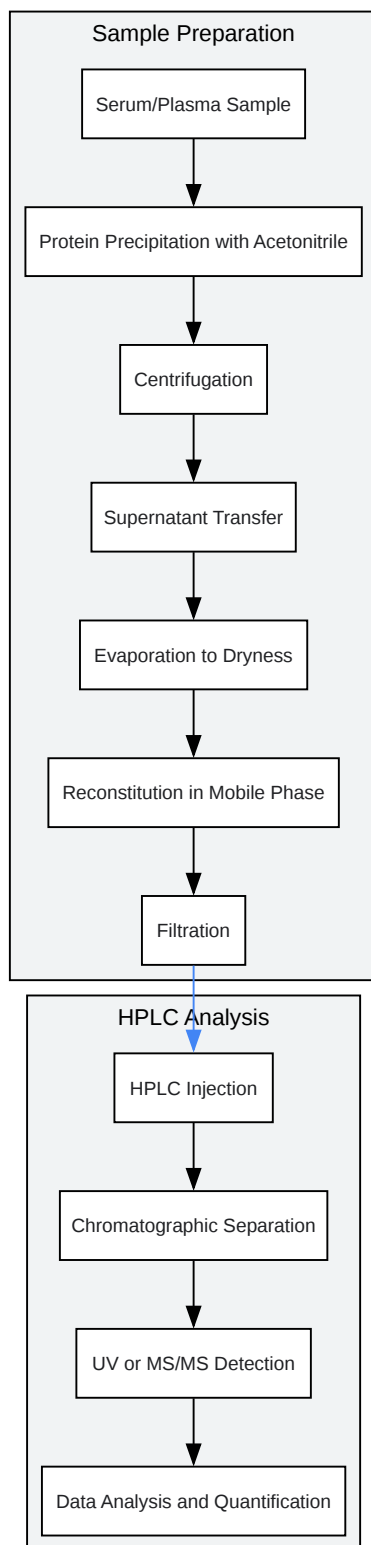 Sample Preparation
Serum/Plasma Sample
Protein Precipitation with Acetonitrile
Centrifugation
Supernatant Transfer
Evaporation to Dryness
Reconstitution in Mobile Phase
Filtration
HPLC Analysis
HPLC Injection
Chromatographic Separation
UV or MS/MS Detection
Data Analysis and Quantification